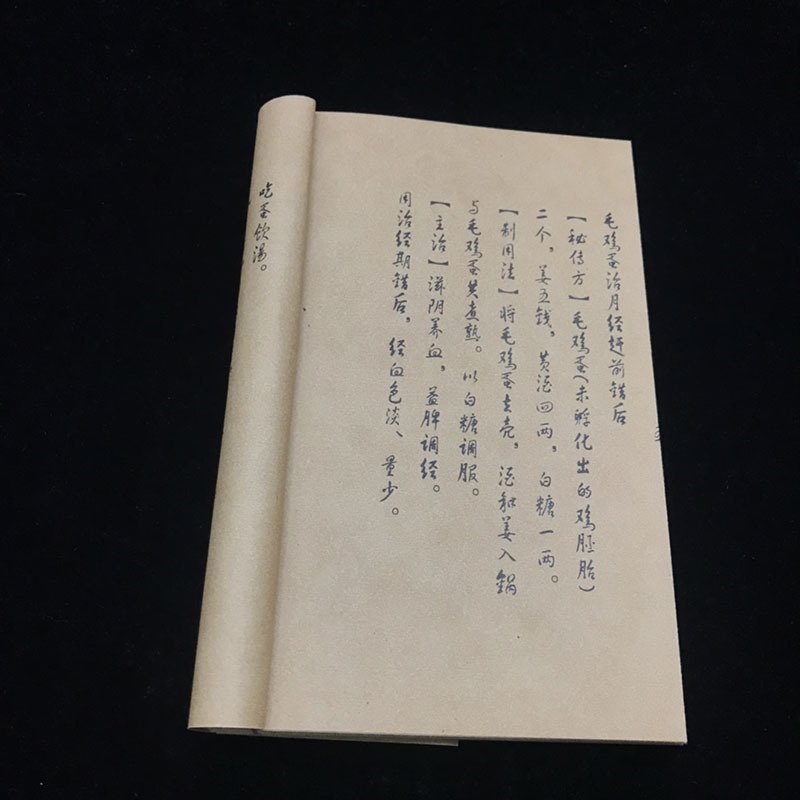 毛鸡蛋治月经赶前错后
【秘传方】毛鸡蛋(未孵化出的鸡胚胎)
二个，姜五钱，黄酒四两，白糖一两。
【制用法】将毛鸡蛋去壳，酒和姜入锅
与毛鸡蛋共煮熟。以白糖调服。
【主治】滋阴养血，益脾调经。
用治经期错后，经血色淡、量少。
吃蛋饮汤。